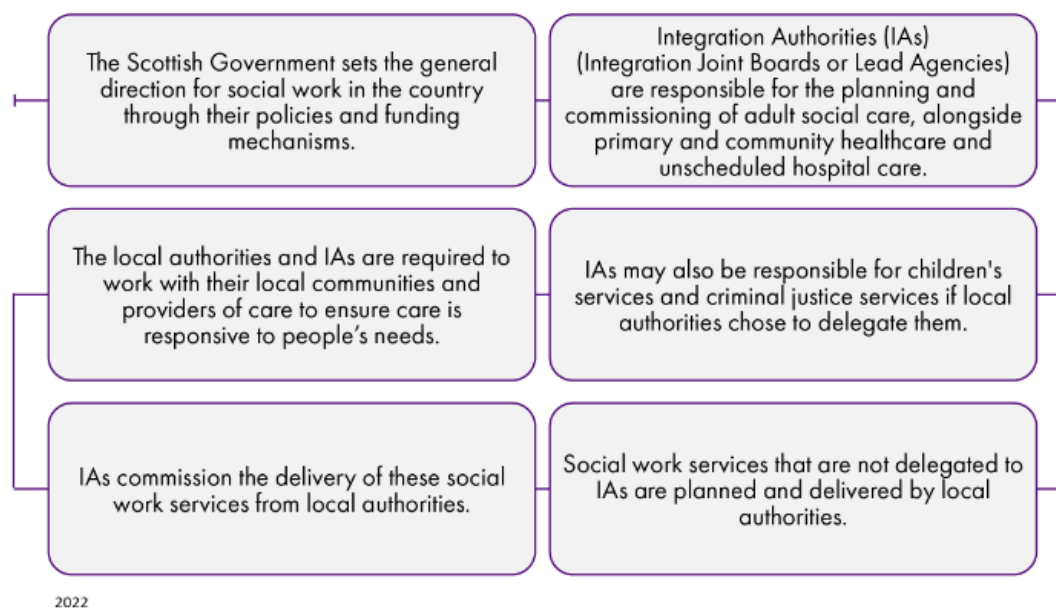 The Scottish Government sets the general
direction for social work in the country
through their policies and funding
mechanisms.
Integration Authorities (IAs)
(Integration Joint Boards or Lead Agencies)
are responsible for the planning and
commissioning of adult social care, alongside
primary and community healthcare and
unscheduled hospital care.
The local authorities and IAs are required to
work with their local communities and
providers of care to ensure care is
responsive to people’s needs.
IAs may also be responsible for children's
services and criminal justice services if local
authorities chose to delegate them.
IAs commission the delivery of these social
work services from local authorities.
Social work services that are not delegated to
IAs are planned and delivered by local
authorities.
2022